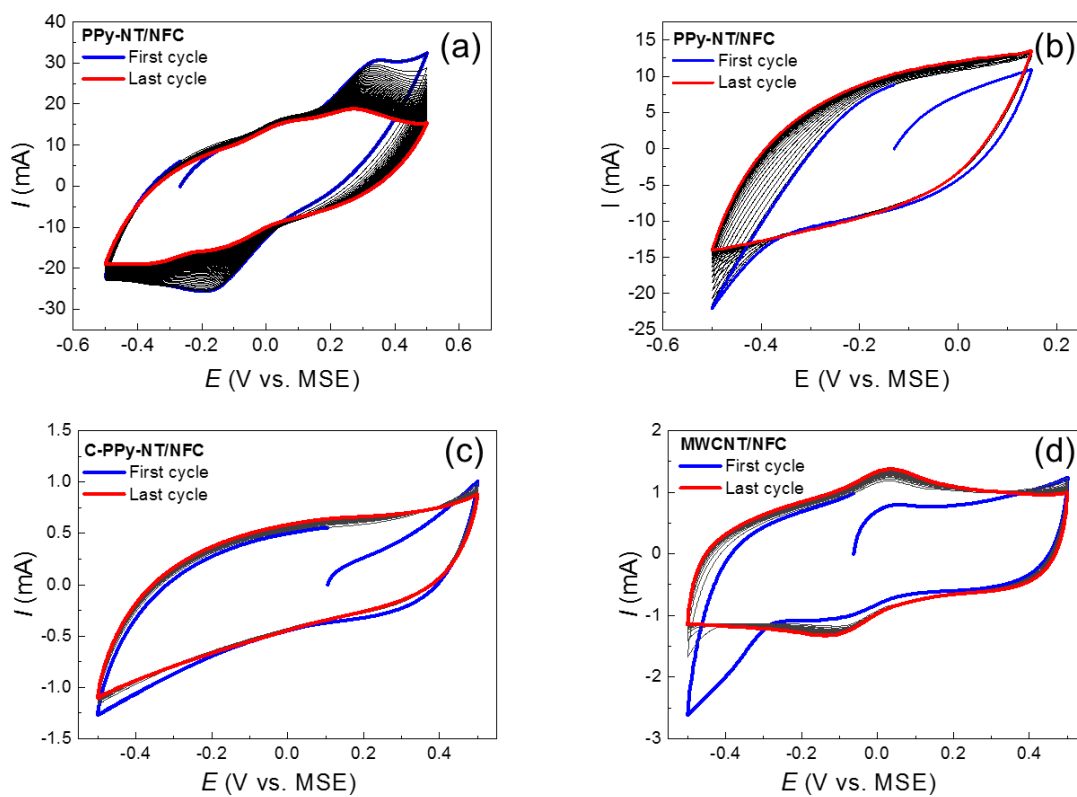 (a)
PPy-NT/NFC
First cycle
Last cycle
40
30
20
10
0
-10
-20
-30
I (mA)
-0.6 -0.4 -0.2 0.0 0.2 0.4 0.6
E (V vs. MSE)
(b)
PPy-NT/NFC
First cycle
Last cycle
15
10
5
0
-5
-10
-15
-20
-25
I (mA)
-0.4 -0.2 0.0 0.2
E (V vs. MSE)
(c)
C-PPy-NT/NFC
First cycle
Last cycle
1.5
1.0
0.5
0.0
-0.5
-1.0
-1.5
I (mA)
-0.4 -0.2 0.0 0.2 0.4
E (V vs. MSE)
(d)
MWCNT/NFC
First cycle
Last cycle
2
1
0
-1
-2
-3
I (mA)
-0.4 -0.2 0.0 0.2 0.4
E (V vs. MSE)